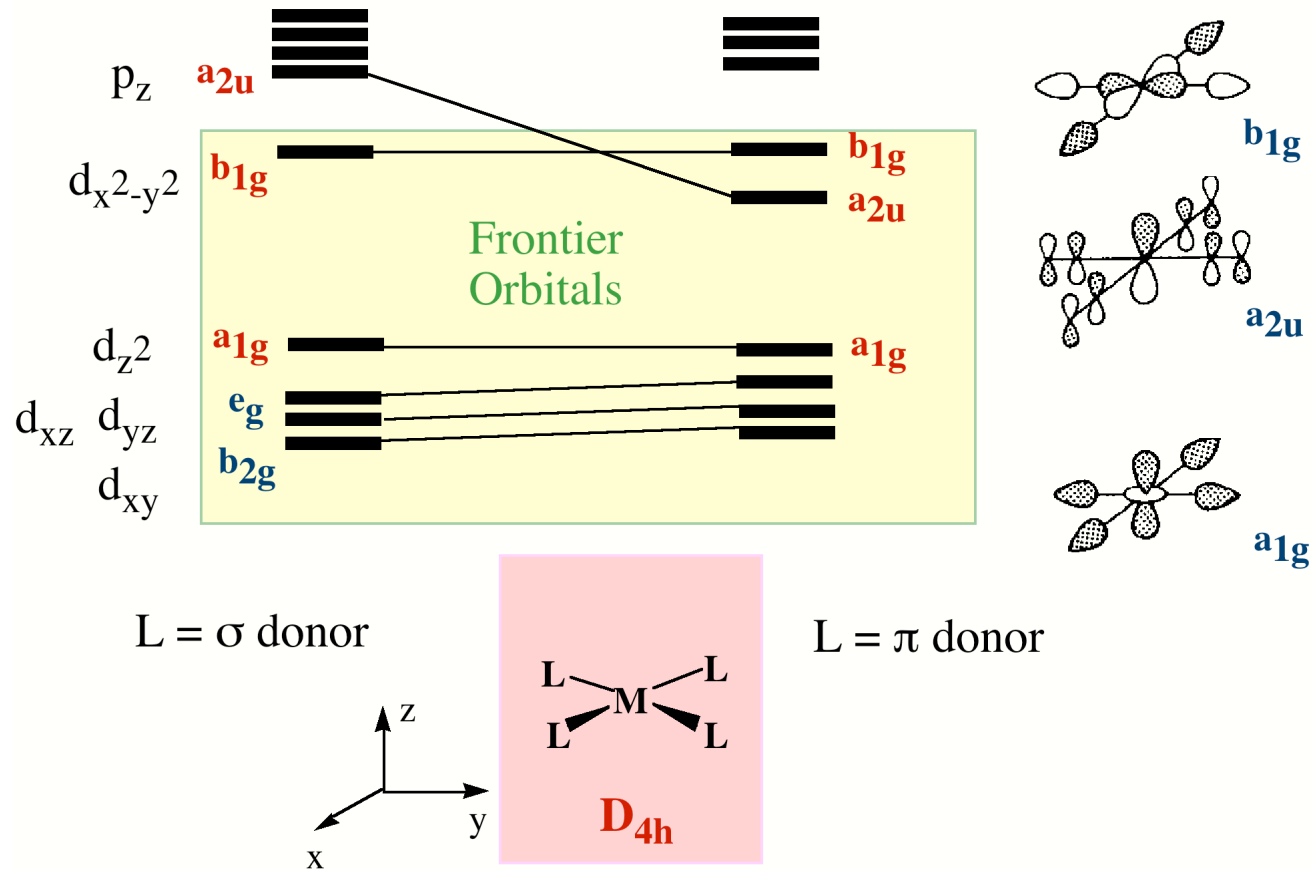 p_z a_2u
d_x²-y² b_1g
b_1g
a_2u
Frontier
Orbitals
d_z² a_1g
a_1g
d_xz d_yz e_g
b_2g
d_xy
b_1g
a_2u
a_1g
L = σ donor
L = π donor
L L
M
L L
D_4h
z
y
x